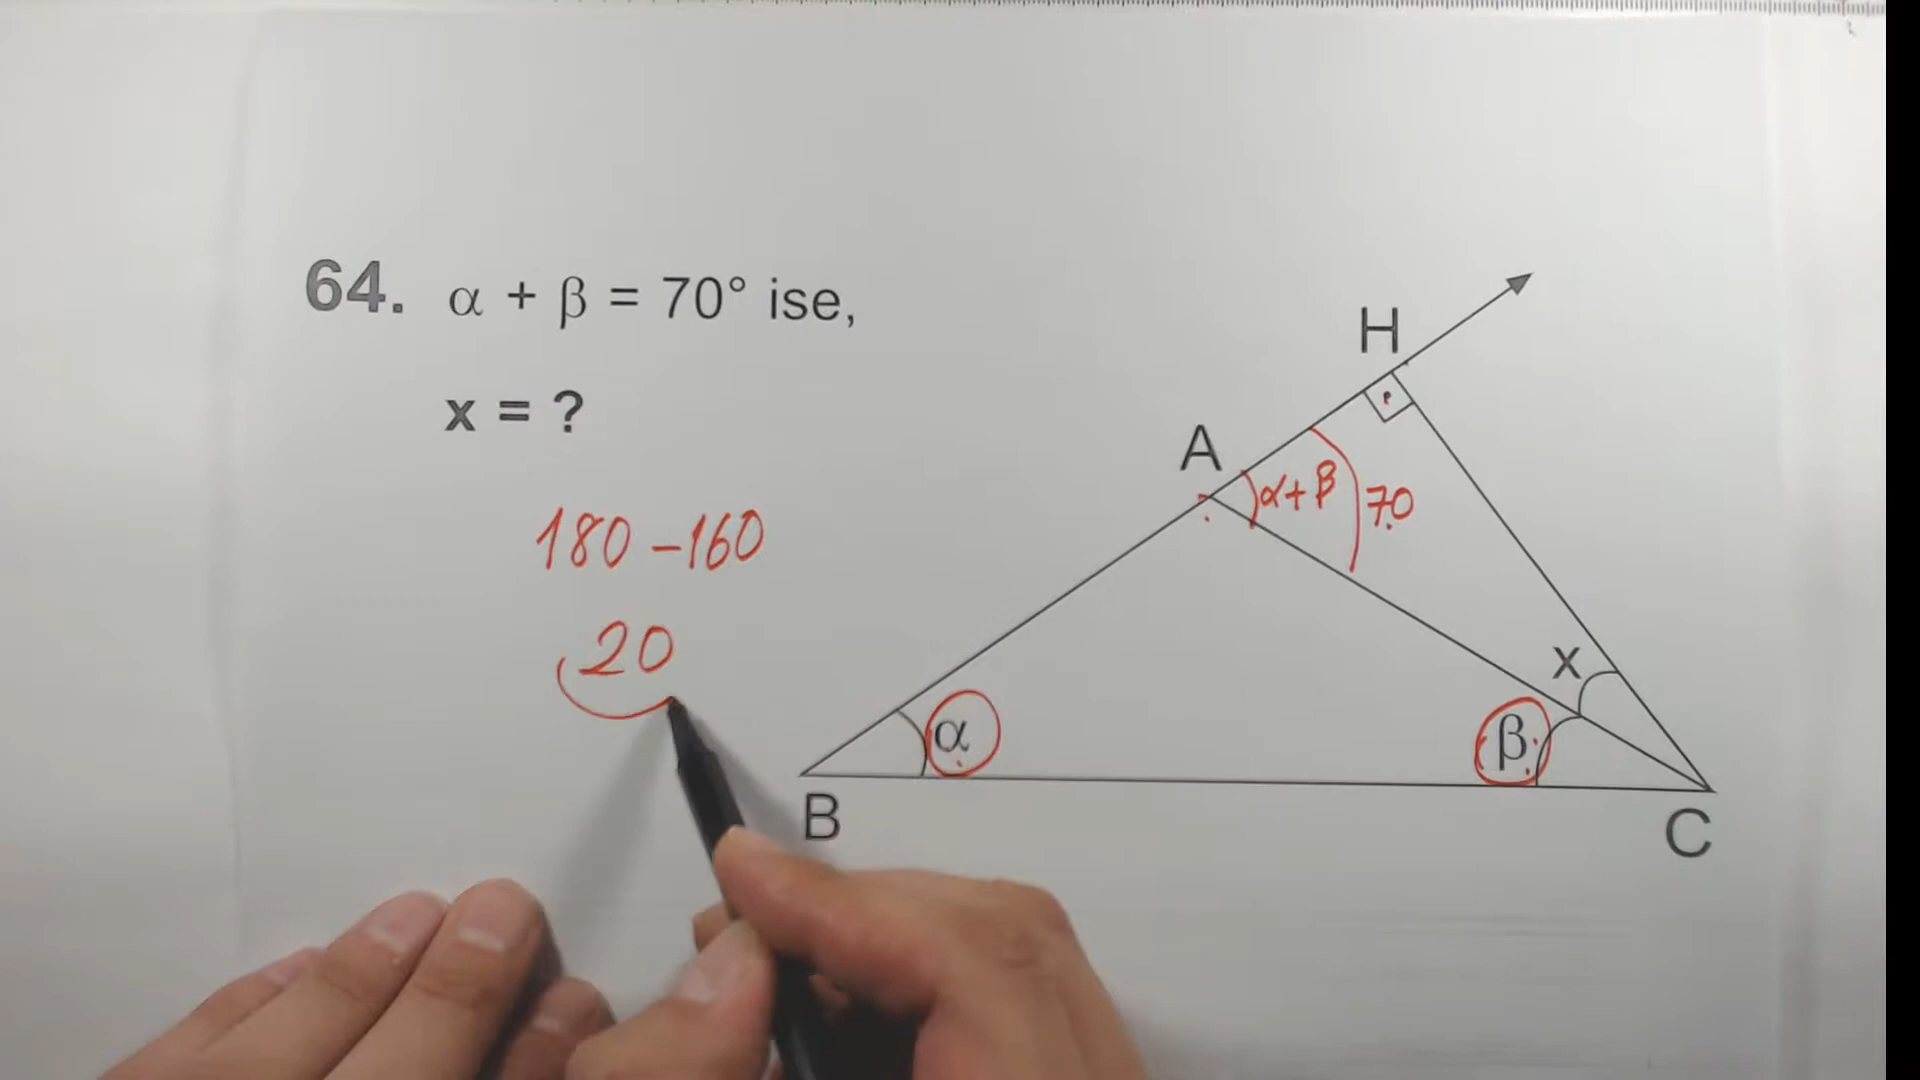 64. α + β = 70° ise,
x = ?
180 - 160
20
H
A
α+β
70
x
α
β
B
C